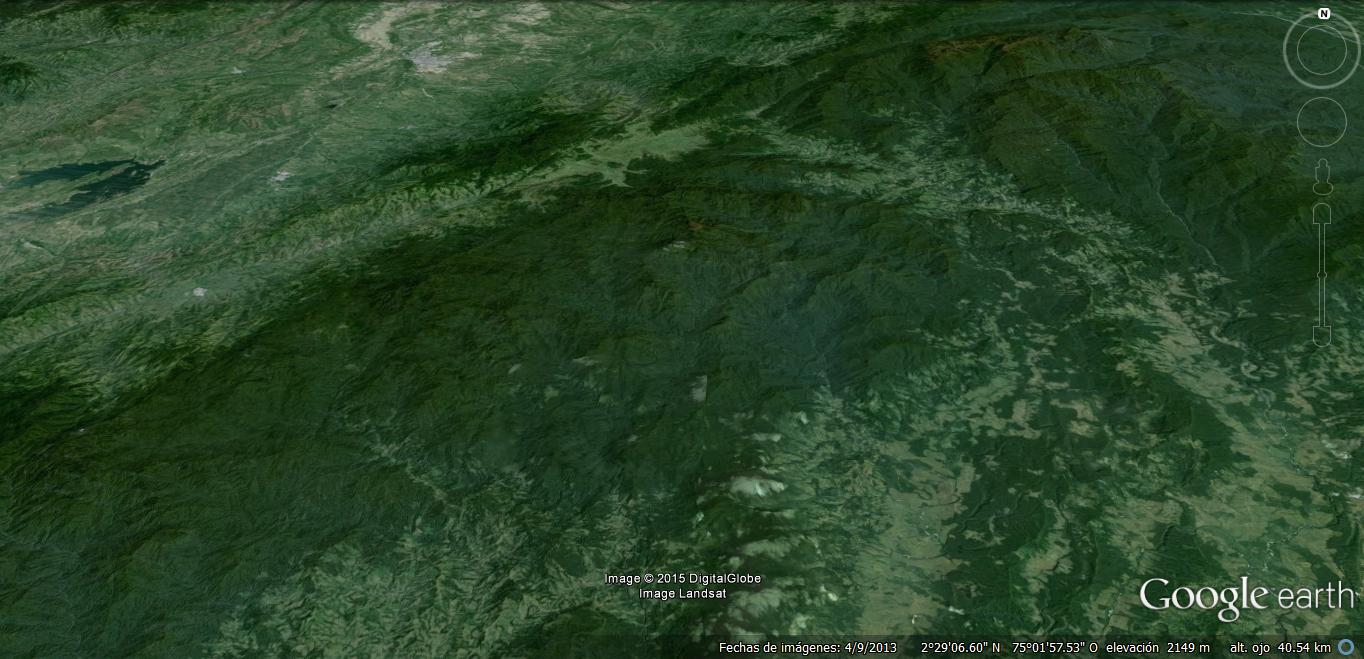 N
Image © 2015 DigitalGlobe
Image Landsat
Google earth
Fechas de imágenes: 4/9/2013 2°29'06.60" N 75°01'57.53" O elevación 2149 m alt. ojo 40.54 km